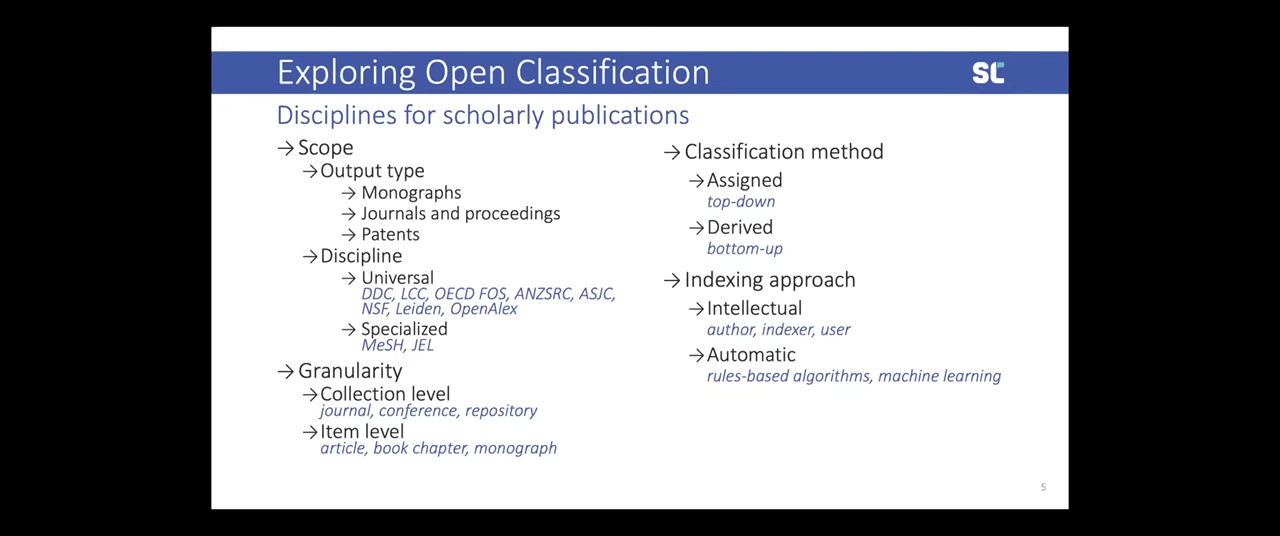 Exploring Open Classification
SC
Disciplines for scholarly publications
→ Scope
→ Output type
→ Monographs
→ Journals and proceedings
→ Patents
→ Discipline
→ Universal
DDC, LCC, OECD FOS, ANZSRC, ASJC,
NSF, Leiden, OpenAlex
→ Specialized
MeSH, JEL
→ Granularity
→ Collection level
journal, conference, repository
→ Item level
article, book chapter, monograph
→ Classification method
→ Assigned
top-down
→ Derived
bottom-up
→ Indexing approach
→ Intellectual
author, indexer, user
→ Automatic
rules-based algorithms, machine learning
5